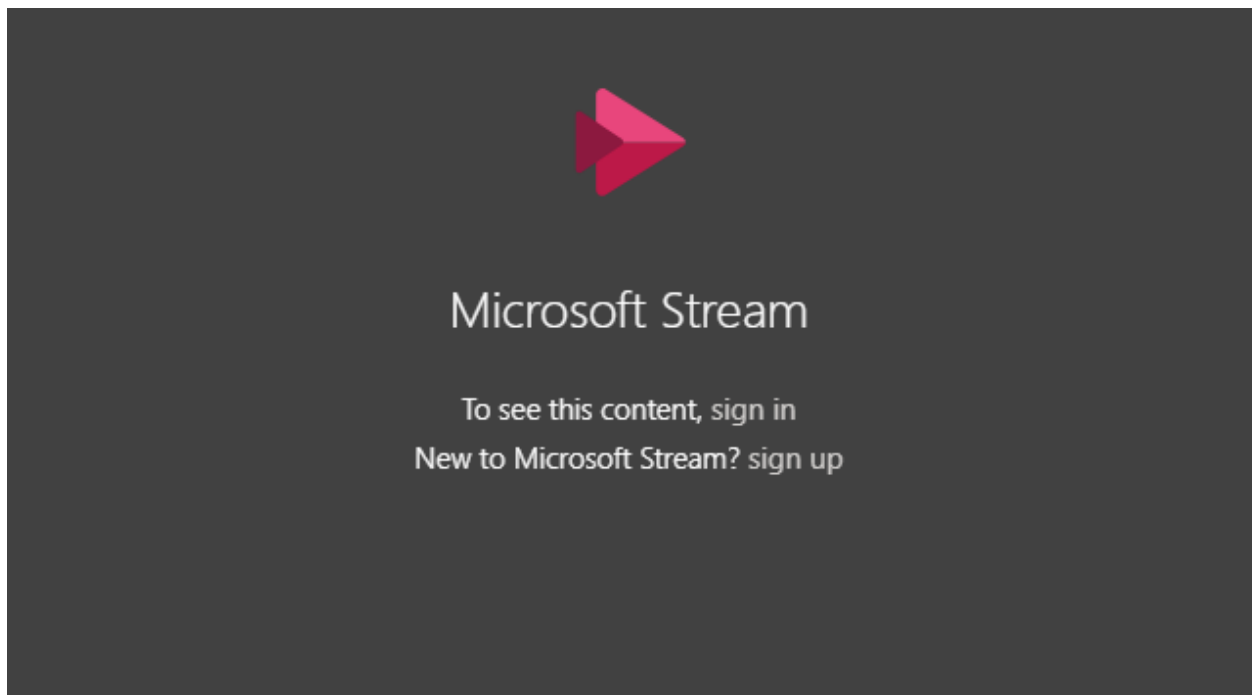 Microsoft Stream
To see this content, sign in
New to Microsoft Stream? sign up